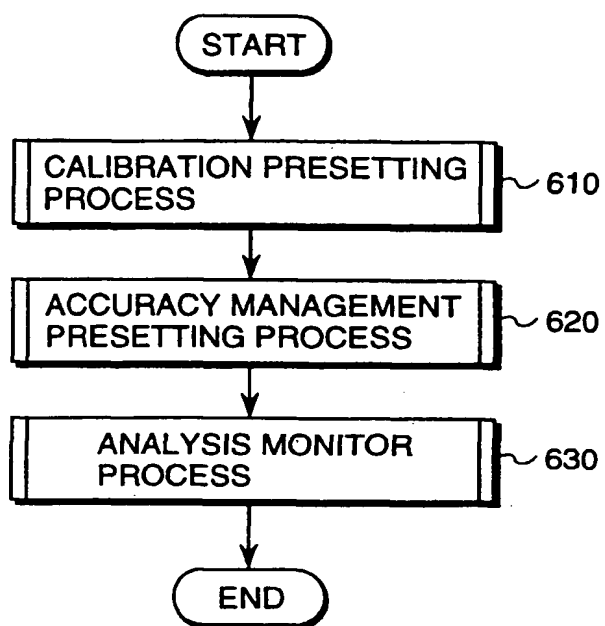 START
CALIBRATION PRESETTING
PROCESS
610
ACCURACY MANAGEMENT
PRESETTING PROCESS
620
ANALYSIS MONITOR
PROCESS
630
END